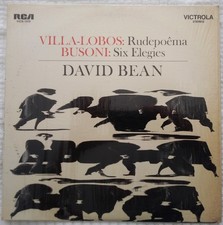 RCA
VICTROLA
VILLA-LOBOS: Rudepoêma
BUSONI: Six Elegies
DAVID BEAN